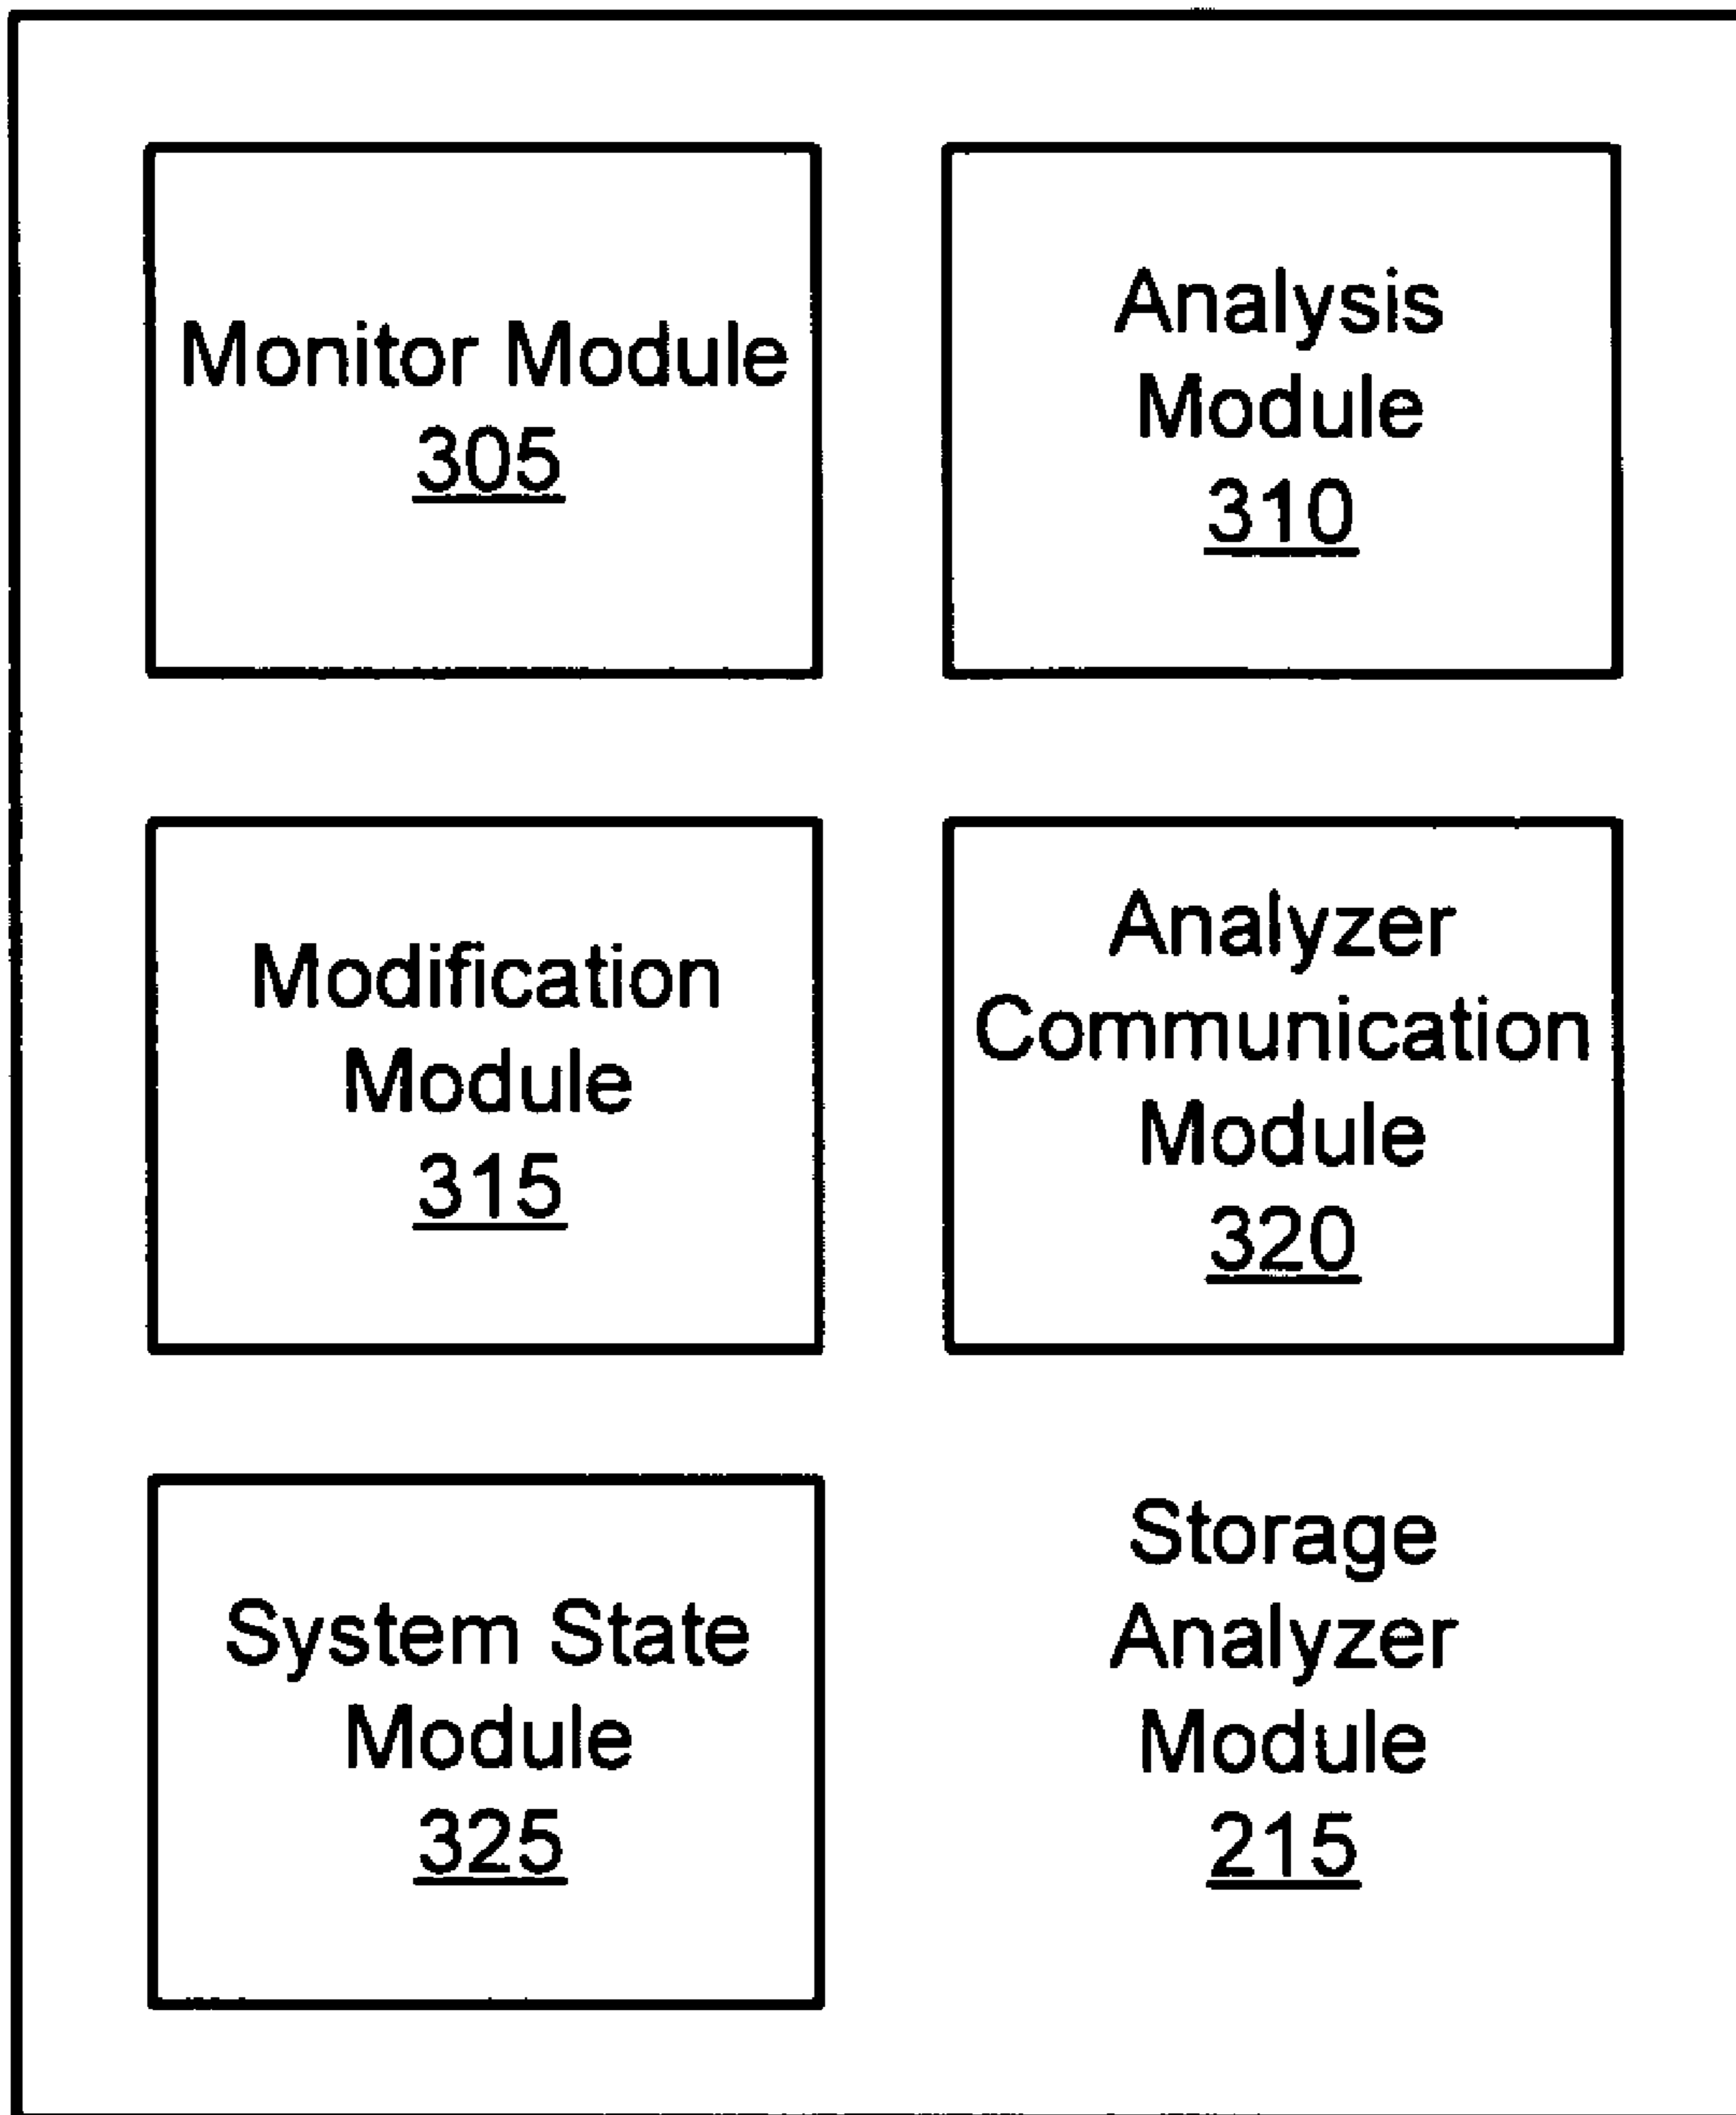 Monitor Module
305
Analysis
Module
310
Modification
Module
315
Analyzer
Communication
Module
320
System State
Module
325
Storage
Analyzer
Module
215